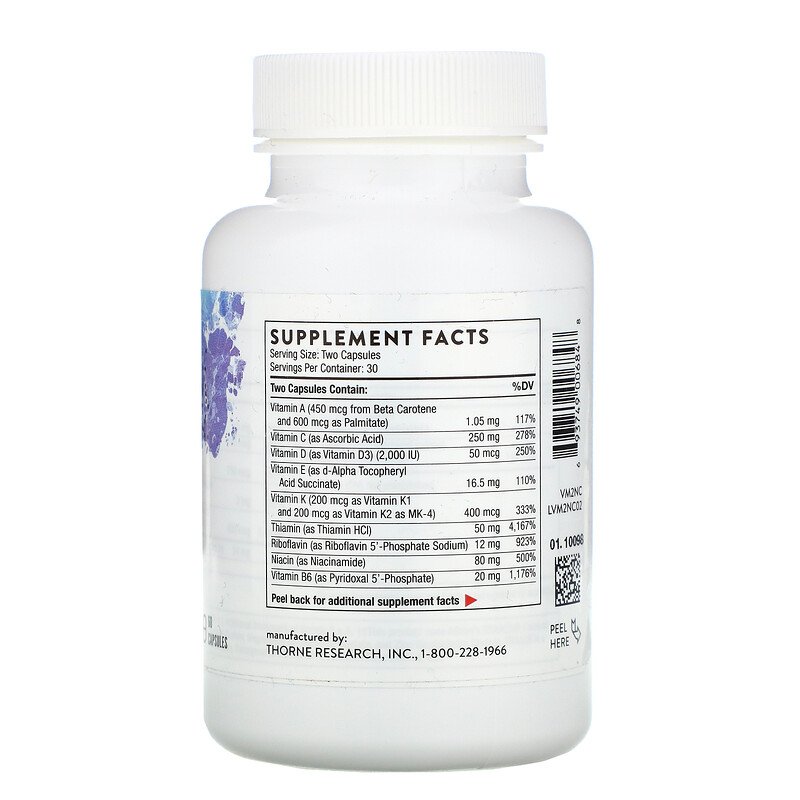 SUPPLEMENT FACTS
Serving Size: Two Capsules
Servings Per Container: 30
Two Capsules Contain: %DV
Vitamin A (450 mcg from Beta Carotene
and 600 mcg as Palmitate) 1.05 mg 117%
Vitamin C (as Ascorbic Acid) 250 mg 278%
Vitamin D (as Vitamin D3) (2,000 IU) 50 mcg 250%
Vitamin E (as d-Alpha Tocopheryl
Acid Succinate) 16.5 mg 110%
Vitamin K (200 mcg as Vitamin K1
and 200 mcg as Vitamin K2 as MK-4) 400 mcg 333%
Thiamin (as Thiamin HCl) 50 mg 4,167%
Riboflavin (as Riboflavin 5'-Phosphate Sodium) 12 mg 923%
Niacin (as Niacinamide) 80 mg 500%
Vitamin B6 (as Pyridoxal 5'-Phosphate) 20 mg 1,176%
Peel back for additional supplement facts
manufactured by:
THORNE RESEARCH, INC., 1-800-228-1966
CAPSULES
6 93749 00684 8
VM2NC
LVM2NC02
01.10098
PEEL
HERE